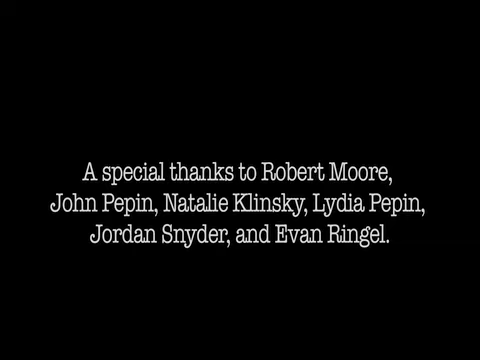 A special thanks to Robert Moore,
John Pepin, Natalie Klinsky, Lydia Pepin,
Jordan Snyder, and Evan Ringel.